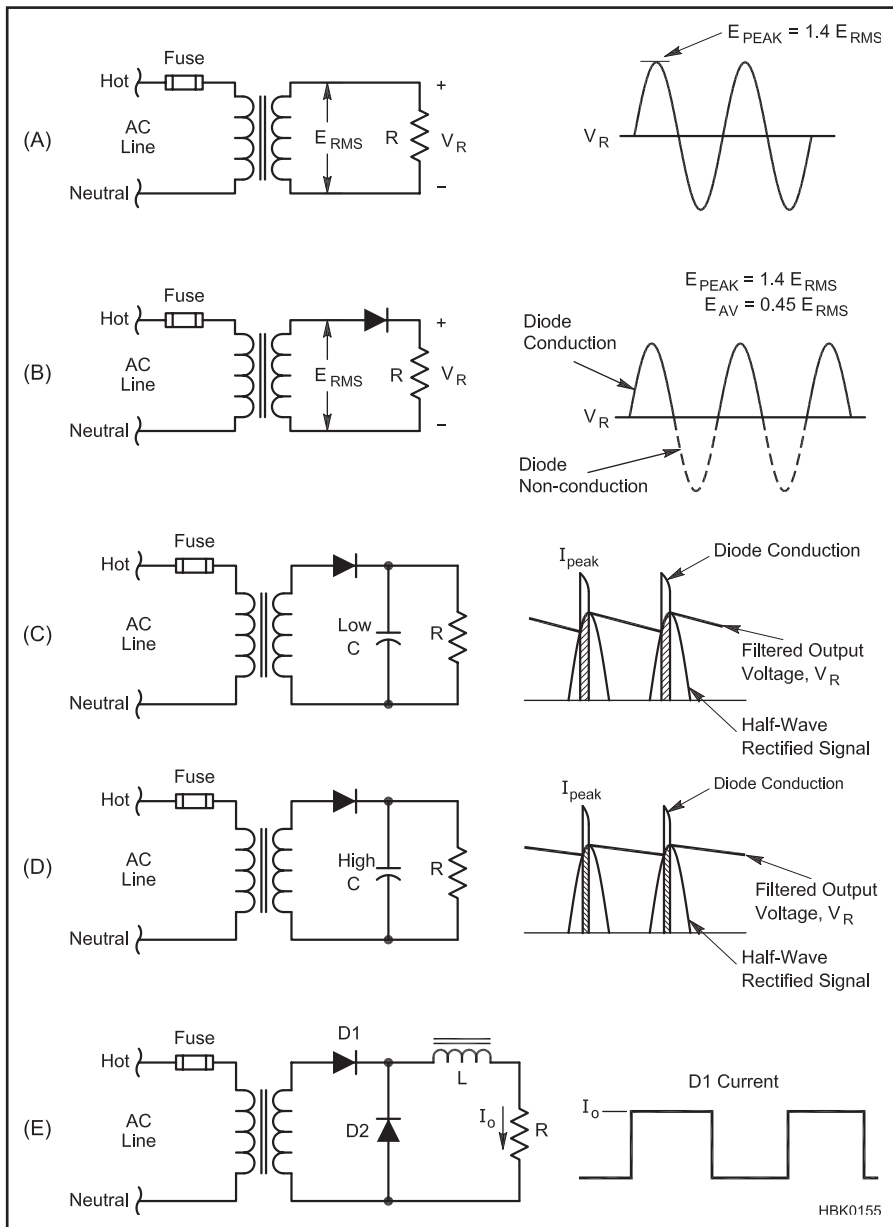 (A)
Hot
Fuse
AC
Line
Neutral
E RMS
R
+
V R
−
E PEAK = 1.4 E RMS
V R
(B)
Hot
Fuse
AC
Line
Neutral
E RMS
R
+
V R
−
E PEAK = 1.4 E RMS
E AV = 0.45 E RMS
Diode
Conduction
V R
Diode
Non-conduction
(C)
Hot
Fuse
AC
Line
Neutral
Low
C
R
I peak
Diode Conduction
Filtered Output
Voltage, V R
Half-Wave
Rectified Signal
(D)
Hot
Fuse
AC
Line
Neutral
High
C
R
I peak
Diode Conduction
Filtered Output
Voltage, V R
Half-Wave
Rectified Signal
(E)
Hot
Fuse
AC
Line
Neutral
D1
D2
L
I o
R
D1 Current
I o
HBK0155